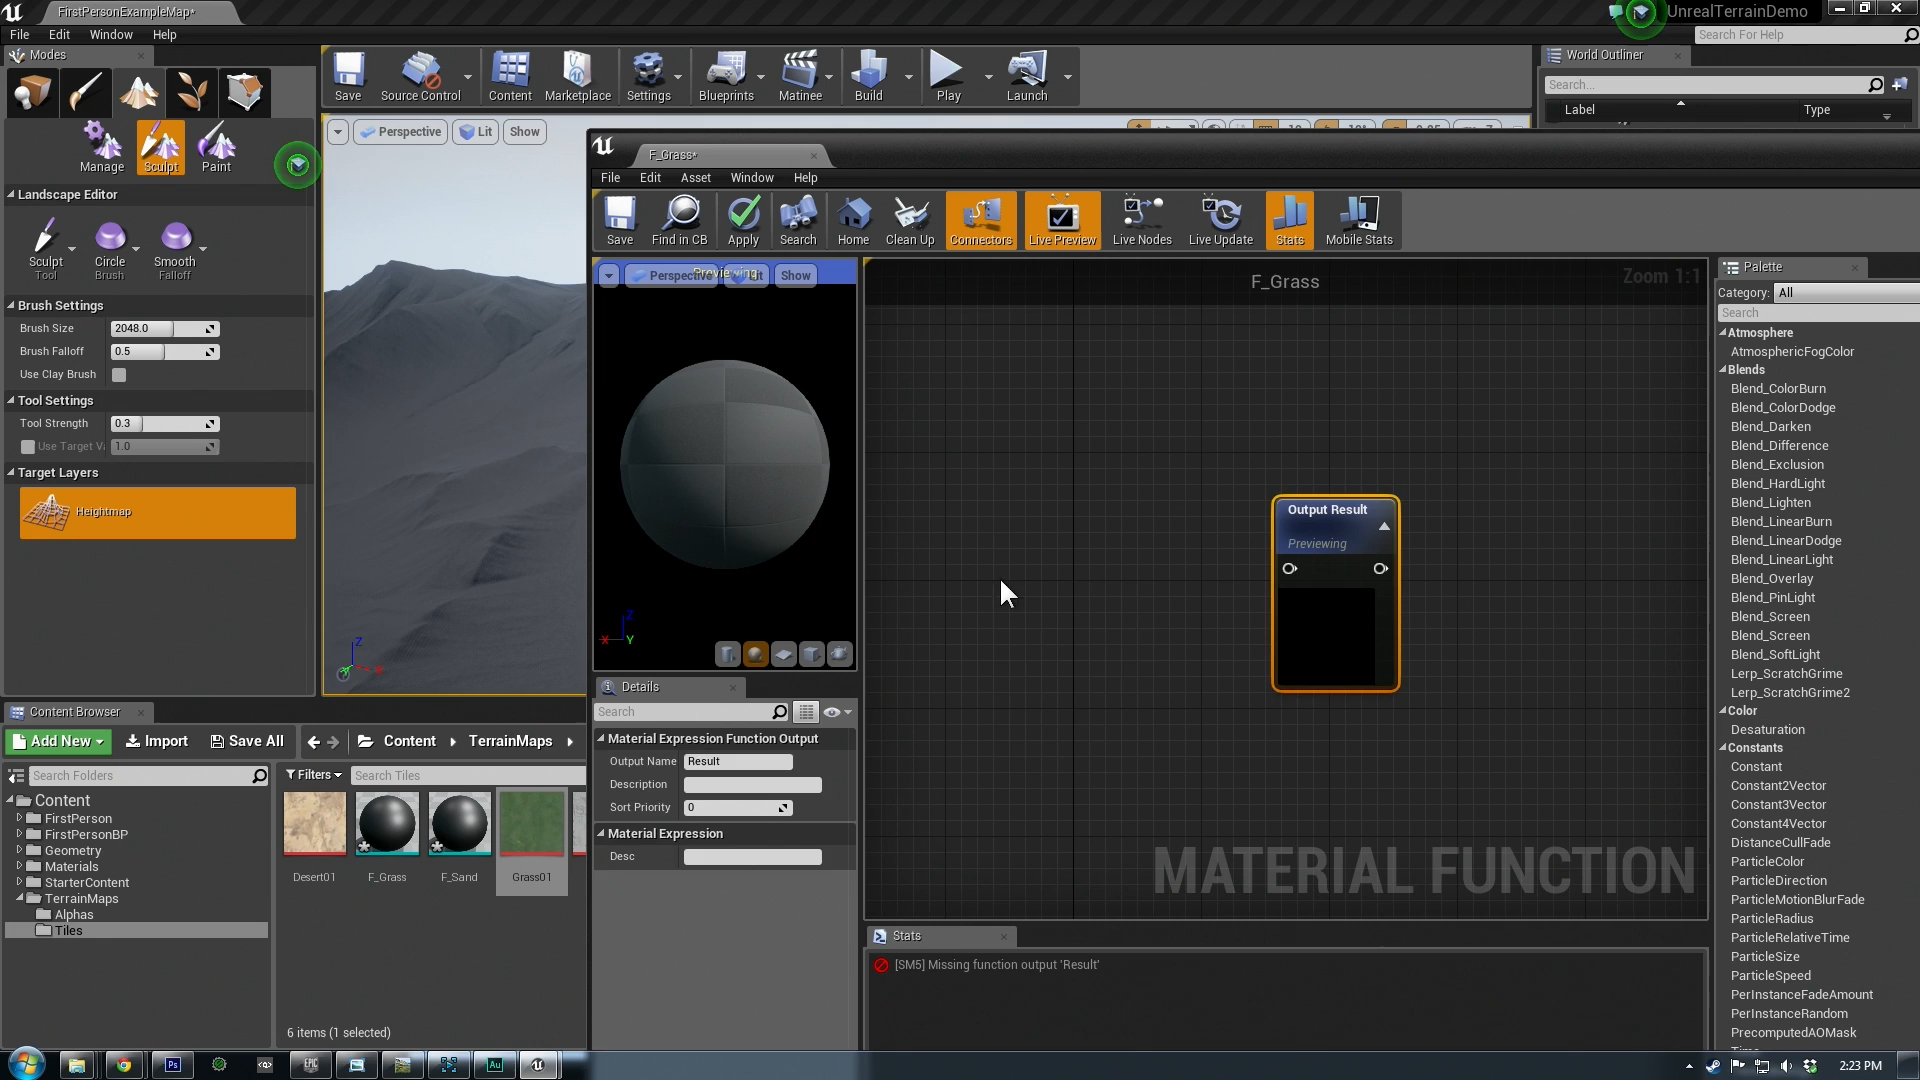 FirstPersonExampleMap*
UnrealTerrainDemo
File Edit Window Help
Search For Help
Modes
Save Source Control Content Marketplace Settings Blueprints Matinee Build Play Launch
World Outliner
Search...
Label Type
Manage Sculpt Paint
Perspective Lit Show
F_Grass*
File Edit Asset Window Help
Landscape Editor
Save Find in CB Apply Search Home Clean Up Connectors Live Preview Live Nodes Live Update Stats Mobile Stats
Sculpt Circle Smooth
Tool Brush Falloff
Perspective Previewing Lit Show
F_Grass
Zoom 1:1
Palette
Category: All
Search
Brush Settings
Brush Size 2048.0
Brush Falloff 0.5
Use Clay Brush
Tool Settings
Tool Strength 0.3
Use Target V 1.0
Target Layers
Heightmap
Atmosphere
AtmosphericFogColor
Blends
Blend_ColorBurn
Blend_ColorDodge
Blend_Darken
Blend_Difference
Blend_Exclusion
Blend_HardLight
Blend_Lighten
Blend_LinearBurn
Blend_LinearDodge
Blend_LinearLight
Blend_Overlay
Blend_PinLight
Blend_Screen
Blend_Screen
Blend_SoftLight
Lerp_ScratchGrime
Lerp_ScratchGrime2
Color
Desaturation
Constants
Constant
Constant2Vector
Constant3Vector
Constant4Vector
DistanceCullFade
ParticleColor
ParticleDirection
ParticleMotionBlurFade
ParticleRadius
ParticleRelativeTime
ParticleSize
ParticleSpeed
PerInstanceFadeAmount
PerInstanceRandom
PrecomputedAOMask
Output Result
Previewing
Z
X Y
Z
MATERIAL FUNCTION
Details
Search
Material Expression Function Output
Output Name Result
Description
Sort Priority 0
Material Expression
Desc
Stats
[SM5] Missing function output 'Result'
Content Browser
Add New Import Save All Content TerrainMaps
Search Folders
Filters Search Tiles
Content
FirstPerson
FirstPersonBP
Geometry
Materials
StarterContent
TerrainMaps
Alphas
Tiles
Desert01 F_Grass F_Sand Grass01
6 items (1 selected)
Ps
EPIC
Au
2:23 PM